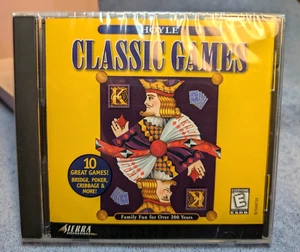 HOYLE
CLASSIC GAMES
K
10
GREAT GAMES!
BRIDGE, POKER,
CRIBBAGE &
MORE!
K
Family Fun for Over 200 Years
SIERRA
E